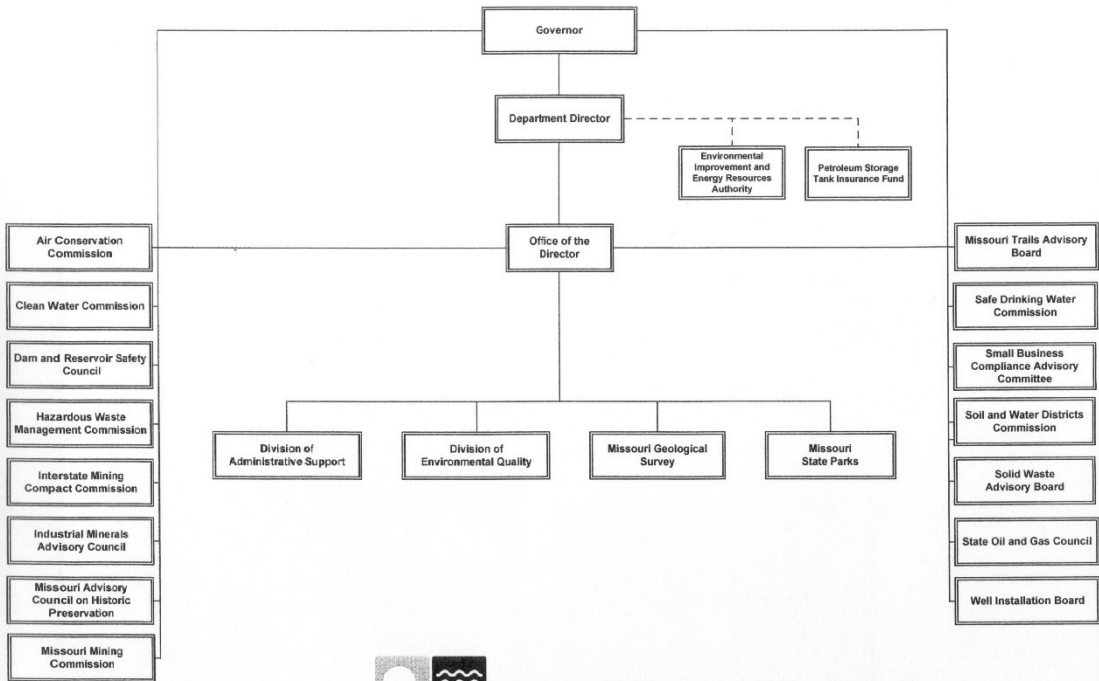 Governor
Department Director
Environmental
Improvement and
Energy Resources
Authority
Petroleum Storage
Tank Insurance Fund
Air Conservation
Commission
Office of the
Director
Missouri Trails Advisory
Board
Clean Water Commission
Safe Drinking Water
Commission
Dam and Reservoir Safety
Council
Small Business
Compliance Advisory
Committee
Hazardous Waste
Management Commission
Soil and Water Districts
Commission
Division of
Administrative Support
Division of
Environmental Quality
Missouri Geological
Survey
Missouri
State Parks
Interstate Mining
Compact Commission
Solid Waste
Advisory Board
Industrial Minerals
Advisory Council
State Oil and Gas Council
Missouri Advisory
Council on Historic
Preservation
Well Installation Board
Missouri Mining
Commission